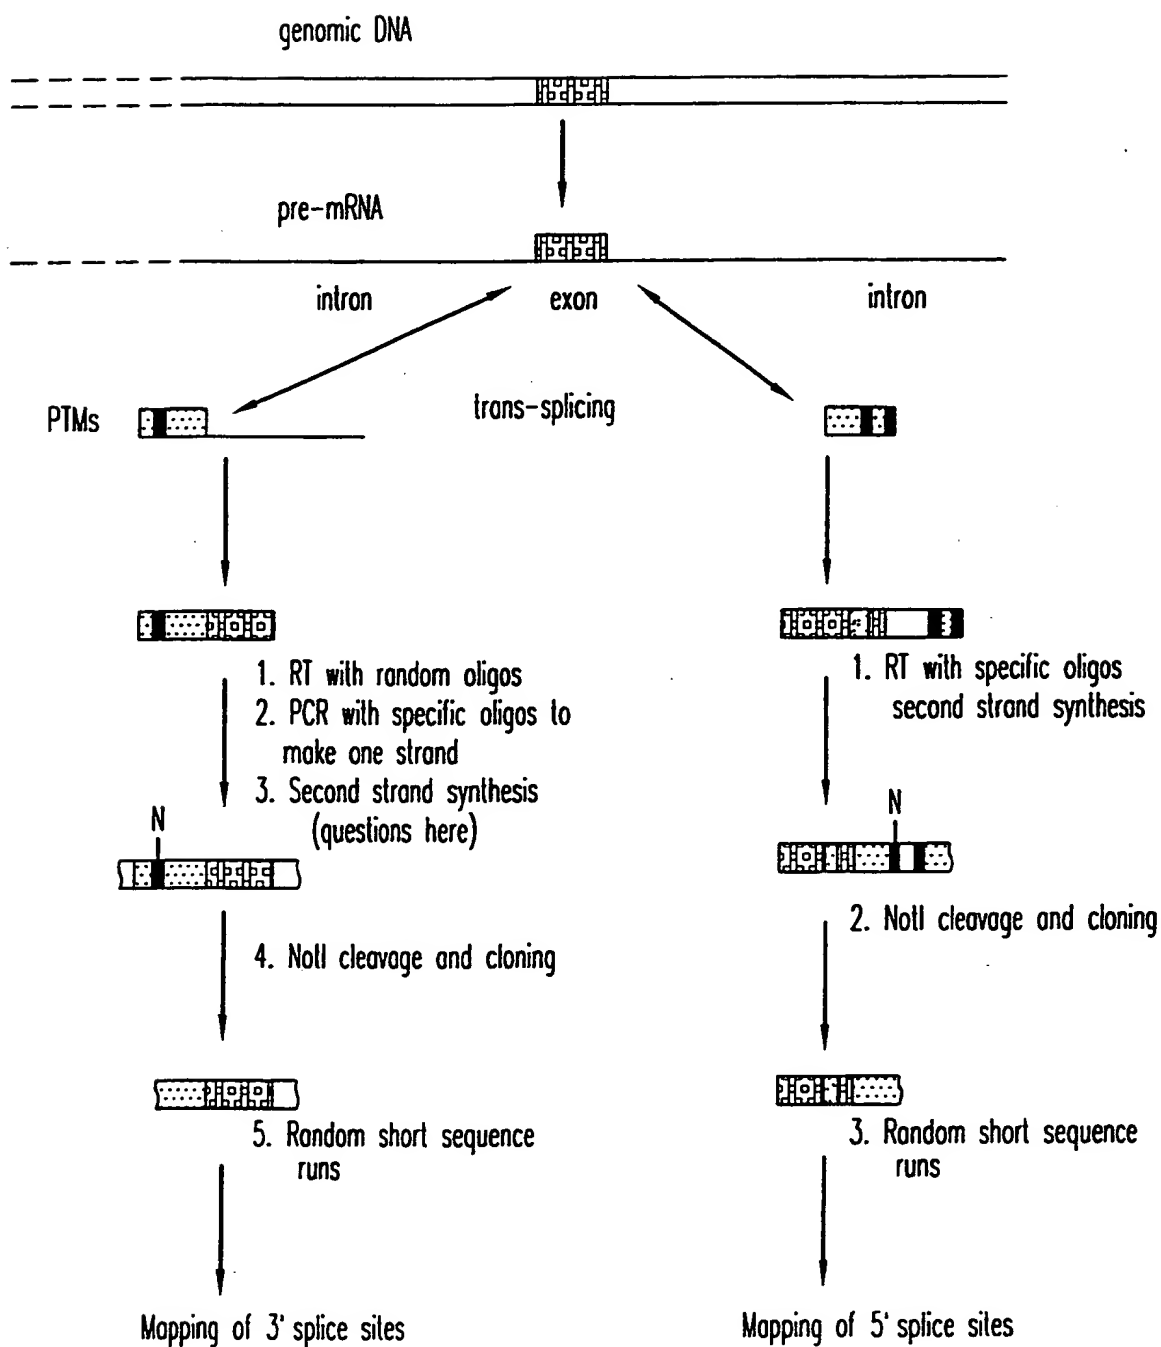 genomic DNA
pre-mRNA
intron
exon
intron
PTMs
trans-splicing
1. RT with random oligos
2. PCR with specific oligos to
make one strand
3. Second strand synthesis
(questions here)
N
4. NotI cleavage and cloning
5. Random short sequence
runs
Mapping of 3' splice sites
1. RT with specific oligos
second strand synthesis
N
2. NotI cleavage and cloning
3. Random short sequence
runs
Mapping of 5' splice sites